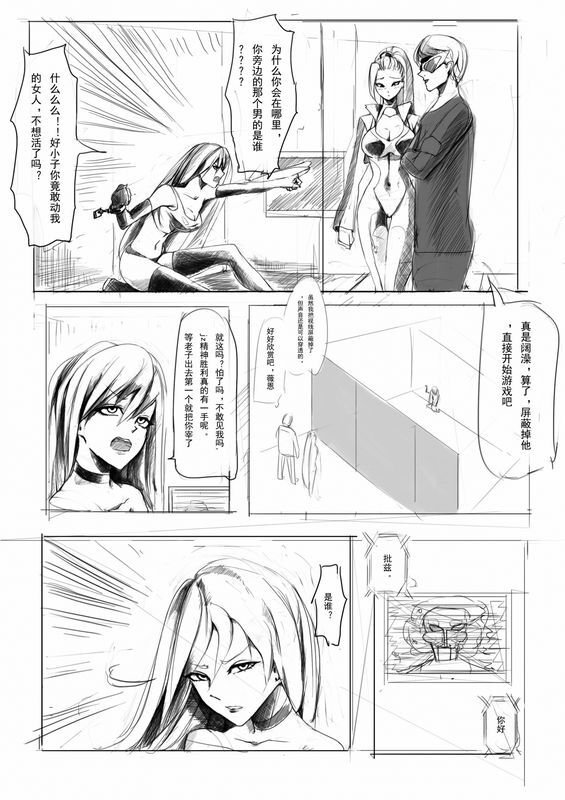 为什么你会在哪里，
你旁边的那个男的是谁
？？？？
什么么么！！好小子你竟敢动我
的女人，不想活了吗？
真是阔澡，算了，屏蔽掉他
，直接开始游戏吧
虽然我把视线屏蔽掉了
，但声音还是可以穿透的，
好好欣赏吧，薇恩
就这吗？怕了吗，不敢见我吗，
jz精神胜利真的有一手呢。
等老子出去第一个就把你宰了
批兹。
是谁？
你好